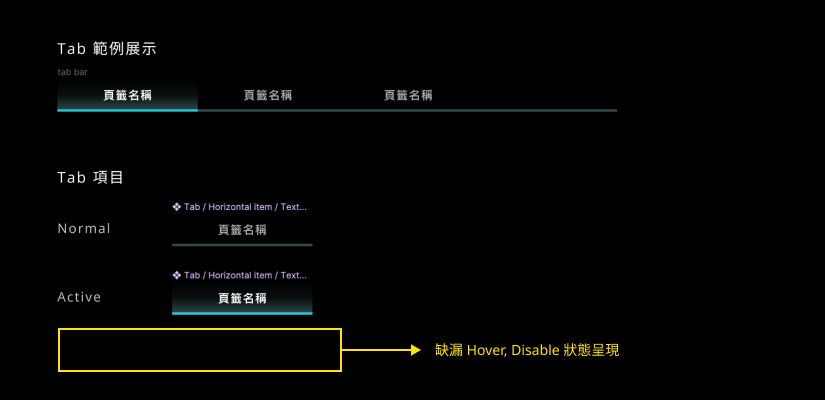 Tab 範例展示
tab bar
頁籤名稱 頁籤名稱 頁籤名稱
Tab 項目
Tab / Horizontal item / Text...
Normal 頁籤名稱
Tab / Horizontal item / Text...
Active 頁籤名稱
缺漏 Hover, Disable 狀態呈現